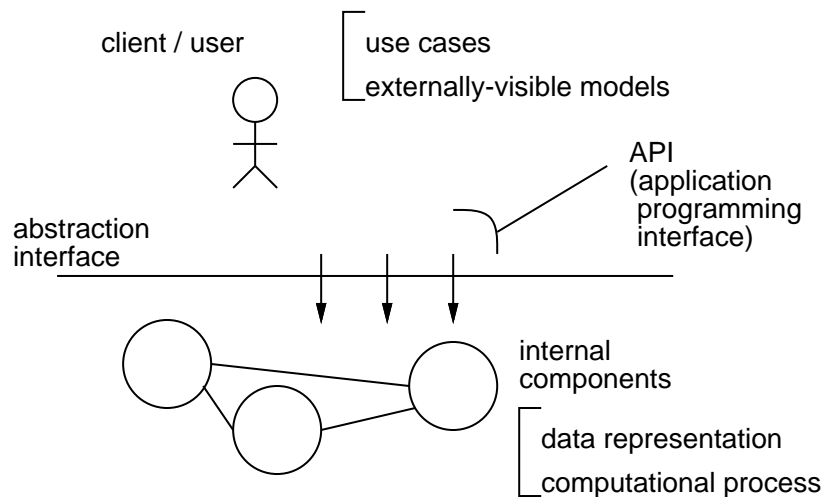 client / user
use cases
externally-visible models
API
(application
programming
interface)
abstraction
interface
internal
components
data representation
computational process